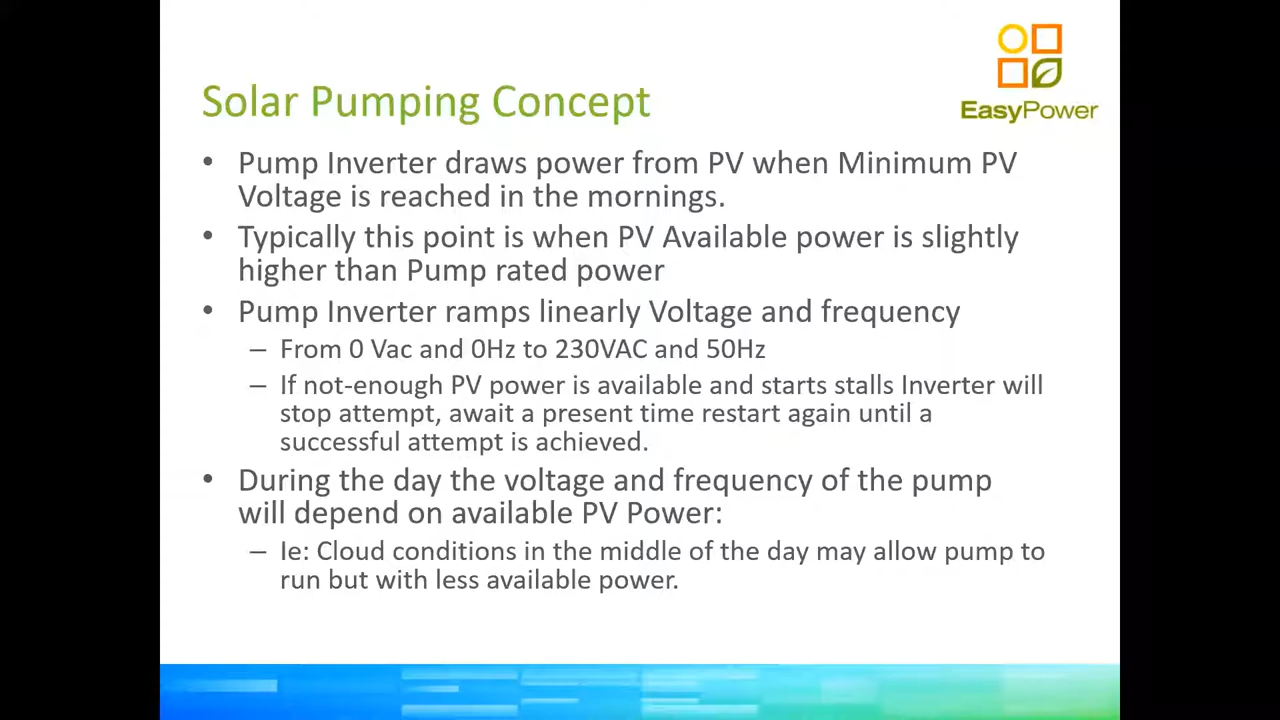 EasyPower
Solar Pumping Concept
• Pump Inverter draws power from PV when Minimum PV
Voltage is reached in the mornings.
• Typically this point is when PV Available power is slightly
higher than Pump rated power
• Pump Inverter ramps linearly Voltage and frequency
– From 0 Vac and 0Hz to 230VAC and 50Hz
– If not-enough PV power is available and starts stalls Inverter will
stop attempt, await a present time restart again until a
successful attempt is achieved.
• During the day the voltage and frequency of the pump
will depend on available PV Power:
– Ie: Cloud conditions in the middle of the day may allow pump to
run but with less available power.